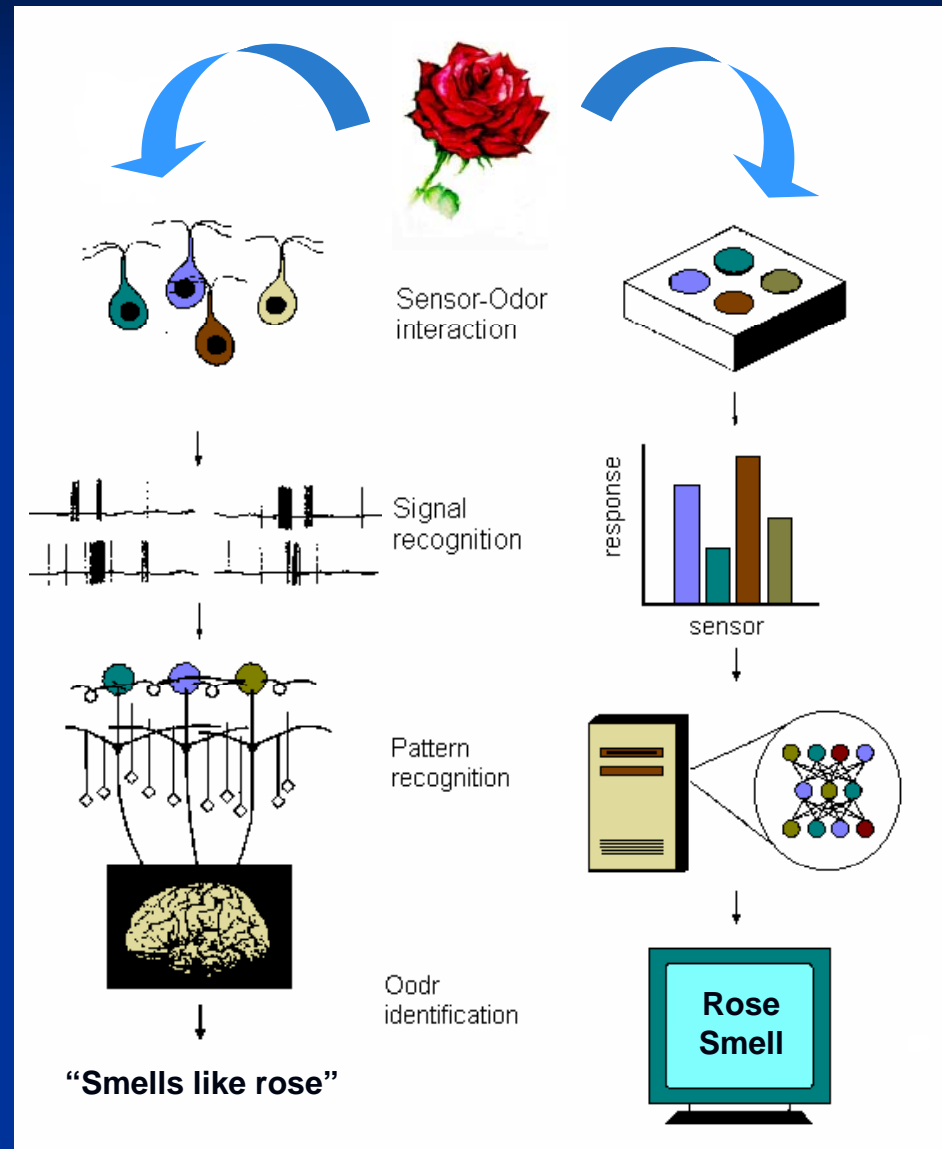 Sensor-Odor
interaction
Signal
recognition
response
sensor
Pattern
recognition
Oodr
identification
Rose
Smell
“Smells like rose”